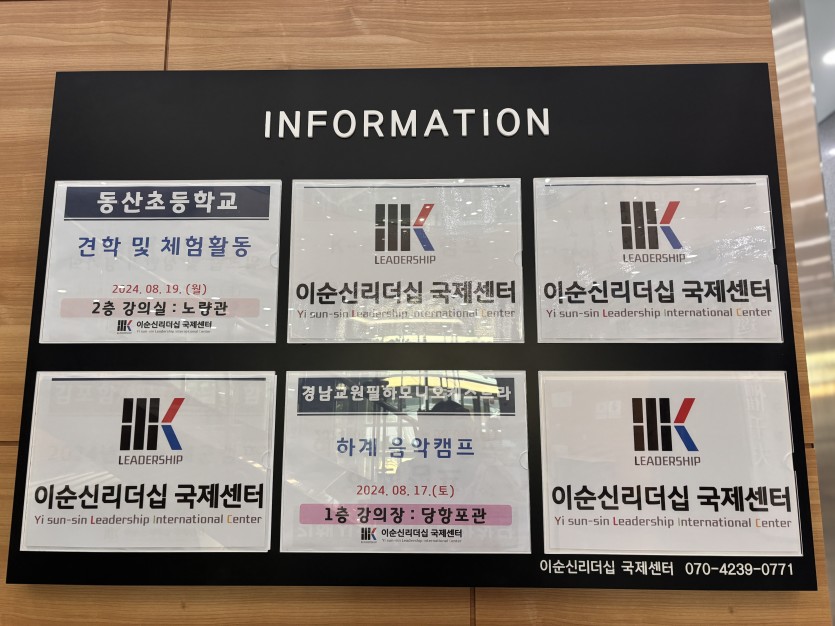 INFORMATION
동산초등학교
견학 및 체험활동
2024. 08. 19. (월)
2층 강의실 : 노량관
이순신리더십 국제센터
LEADERSHIP
이순신리더십 국제센터
Yi sun-sin Leadership International Center
LEADERSHIP
이순신리더십 국제센터
Yi sun-sin Leadership International Center
LEADERSHIP
이순신리더십 국제센터
Yi sun-sin Leadership International Center
경남교원필하모니오케스트라
하계 음악캠프
2024. 08. 17.(토)
1층 강의장 : 당항포관
이순신리더십 국제센터
Yi sun-sin Leadership International Center
LEADERSHIP
이순신리더십 국제센터
Yi sun-sin Leadership International Center
이순신리더십 국제센터 070-4239-0771